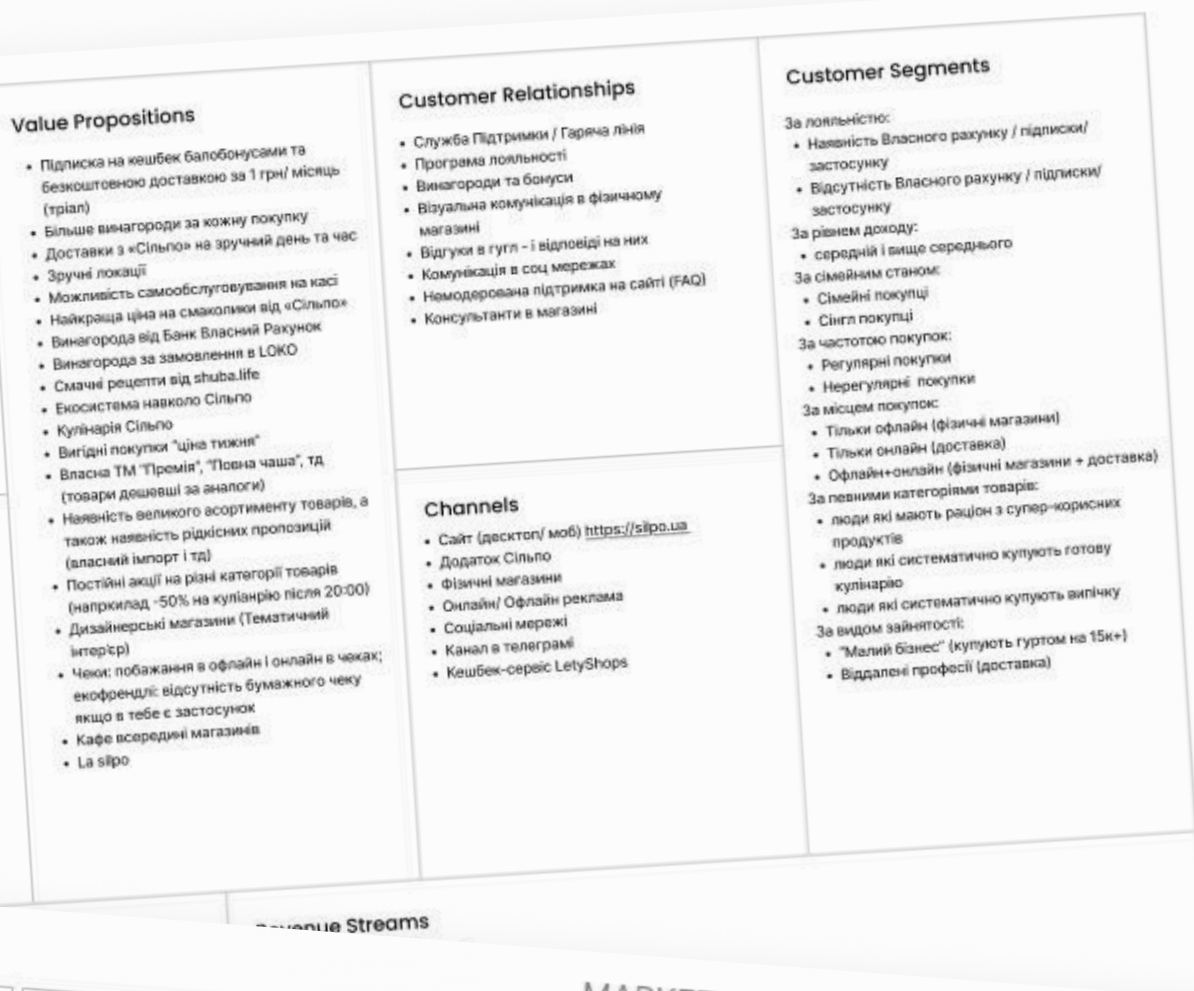 Value Propositions
• Підписка на кешбек балобонусами та
безкоштовною доставкою за 1 грн/ місяць
(тріал)
• Більше винагороди за кожну покупку
• Доставки з «Сільпо» на зручний день та час
• Зручні локації
• Можливість самообслуговування на касі
• Найкраща ціна на смаколики від «Сільпо»
• Винагорода від Банк Власний Рахунок
• Винагорода за замовлення в LOKO
• Смачні рецепти від shuba.life
• Екосистема навколо Сільпо
• Кулінарія Сільпо
• Вигідні покупки "ціна тижня"
• Власна ТМ "Премія", "Повна чаша", тд
(товари дешевші за аналоги)
• Наявність великого асортименту товарів, а
також наявність рідкісних пропозицій
(власний імпорт і тд)
• Постійні акції на різні категорії товарів
(напркилад -50% на куліанрію після 20:00)
• Дизайнерські магазини (Тематичний
інтер'єр)
• Чеки: побажання в офлайн і онлайн в чеках;
екофрендлі: відсутність бумажного чеку
якщо в тебе є застосунок
• Кафе всередині магазинів
• La silpo
Customer Relationships
• Служба Підтримки / Гаряча лінія
• Програма лояльності
• Винагороди та бонуси
• Візуальна комунікація в фізичному
магазині
• Відгуки в гугл - і відповіді на них
• Комунікація в соц мережах
• Немодерована підтримка на сайті (FAQ)
• Консультанти в магазині
Channels
• Сайт (десктоп/ моб) https://silpo.ua
• Додаток Сільпо
• Фізичні магазини
• Онлайн/ Офлайн реклама
• Соціальні мережі
• Канал в телеграмі
• Кешбек-сервіс LetyShops
Customer Segments
За лояльністю:
• Наявність Власного рахунку / підписки/
застосунку
• Відсутність Власного рахунку / підписки/
застосунку
За рівнем доходу:
• середній і вище середнього
За сімейним станом:
• Сімейні покупці
• Сінгл покупці
За частотою покупок:
• Регулярні покупки
• Нерегулярні покупки
За місцем покупок:
• Тільки офлайн (фізичні магазини)
• Тільки онлайн (доставка)
• Офлайн+онлайн (фізичні магазини + доставка)
За певними категоріями товарів:
• люди які мають раціон з супер-корисних
продуктів
• люди які систематично купують готову
кулінарію
• люди які систематично купують випічку
За видом зайнятості:
• "Малий бізнес" (купують гуртом на 15к+)
• Віддалені професії (доставка)
Revenue Streams